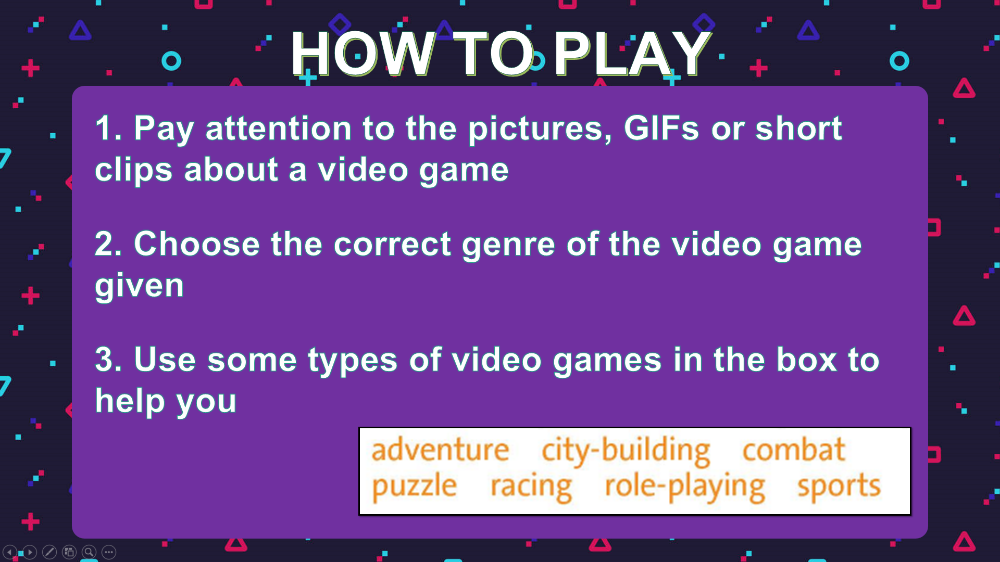 HOW TO PLAY
1. Pay attention to the pictures, GIFs or short
clips about a video game
2. Choose the correct genre of the video game
given
3. Use some types of video games in the box to
help you
adventure city-building combat
puzzle racing role-playing sports